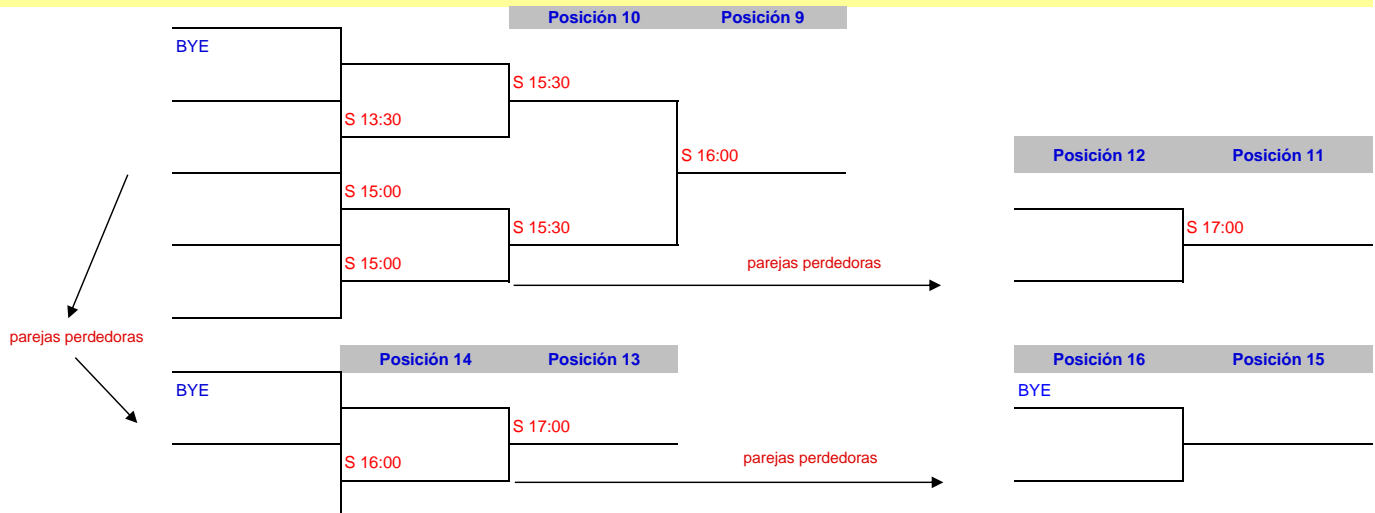 Posición 10 Posición 9
BYE
S 15:30
S 13:30
S 16:00
Posición 12 Posición 11
S 15:00
S 15:30
S 17:00
S 15:00
parejas perdedoras
parejas perdedoras
Posición 14 Posición 13
Posición 16 Posición 15
BYE
BYE
S 17:00
S 16:00
parejas perdedoras